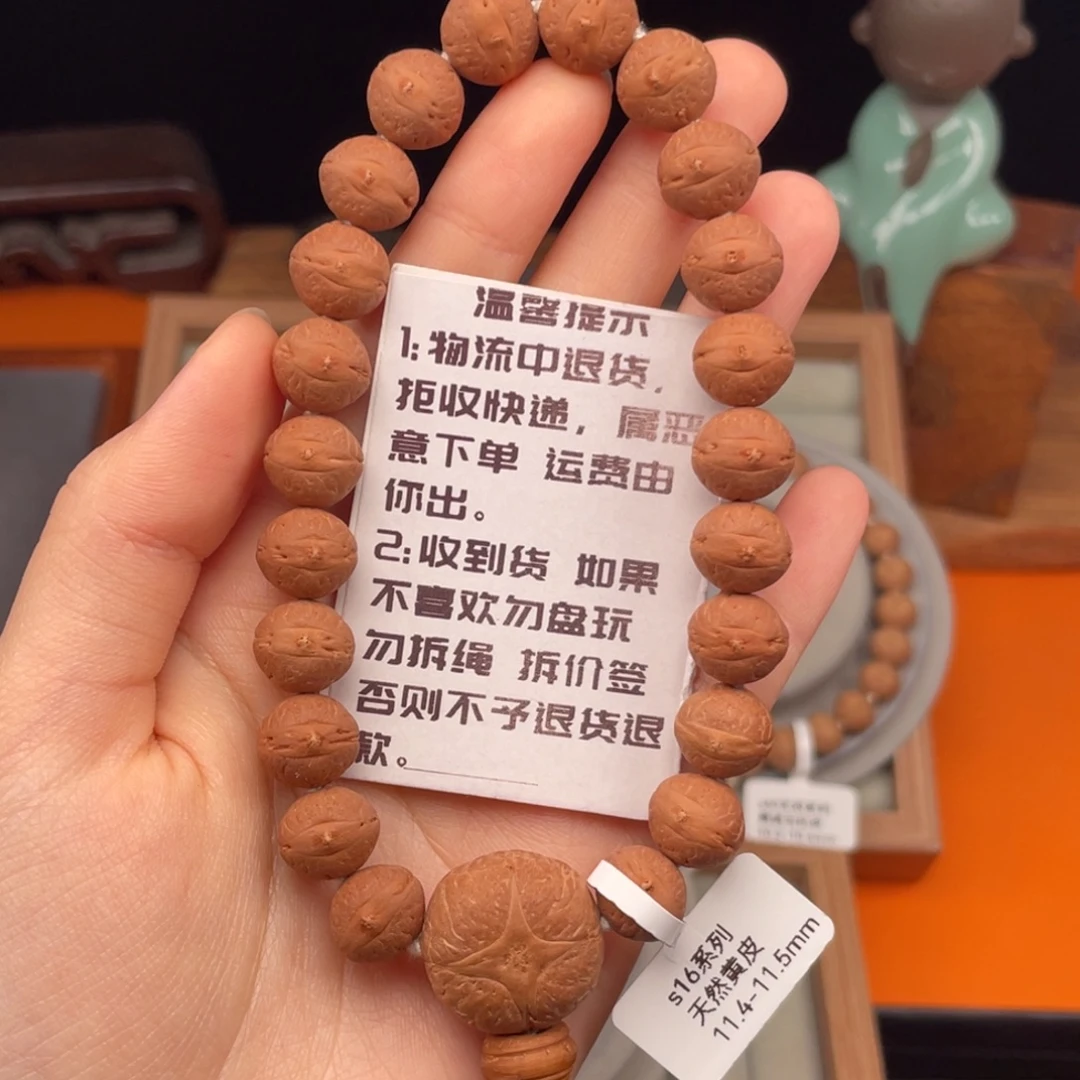 温馨提示
1:物流中退货,
拒收快递,属恶
意下单 运费由
你出。
2:收到货 如果
不喜欢勿盘玩
勿拆绳 拆价签
否则不予退货退
款。
s16系列
天然黄皮
11.4-11.5mm